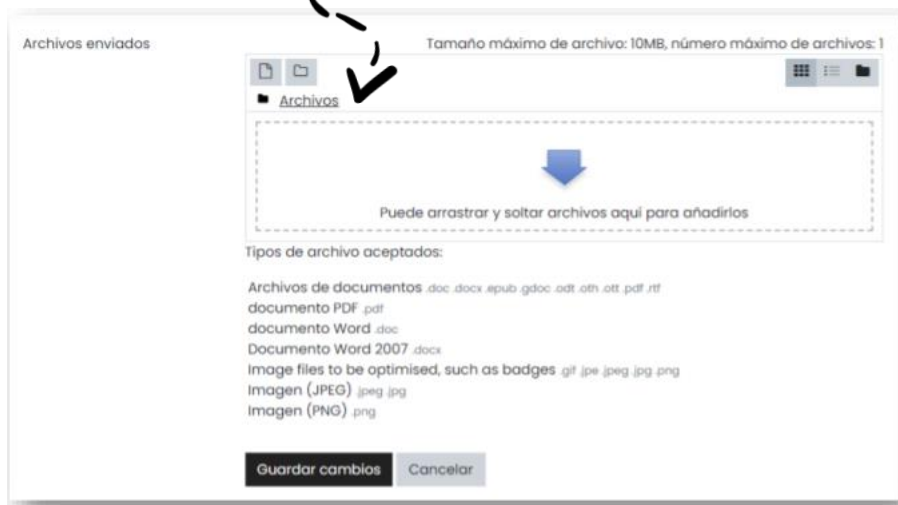 Archivos enviados
Tamaño máximo de archivo: 10MB, número máximo de archivos: 1
Archivos
Puede arrastrar y soltar archivos aquí para añadirlos
Tipos de archivo aceptados:
Archivos de documentos .doc .docx .epub .gdoc .odt .oth .ott .pdf .rtf
documento PDF .pdf
documento Word .doc
Documento Word 2007 .docx
Image files to be optimised, such as badges .gif .jpe .jpeg .jpg .png
Imagen (JPEG) .jpeg .jpg
Imagen (PNG) .png
Guardar cambios Cancelar